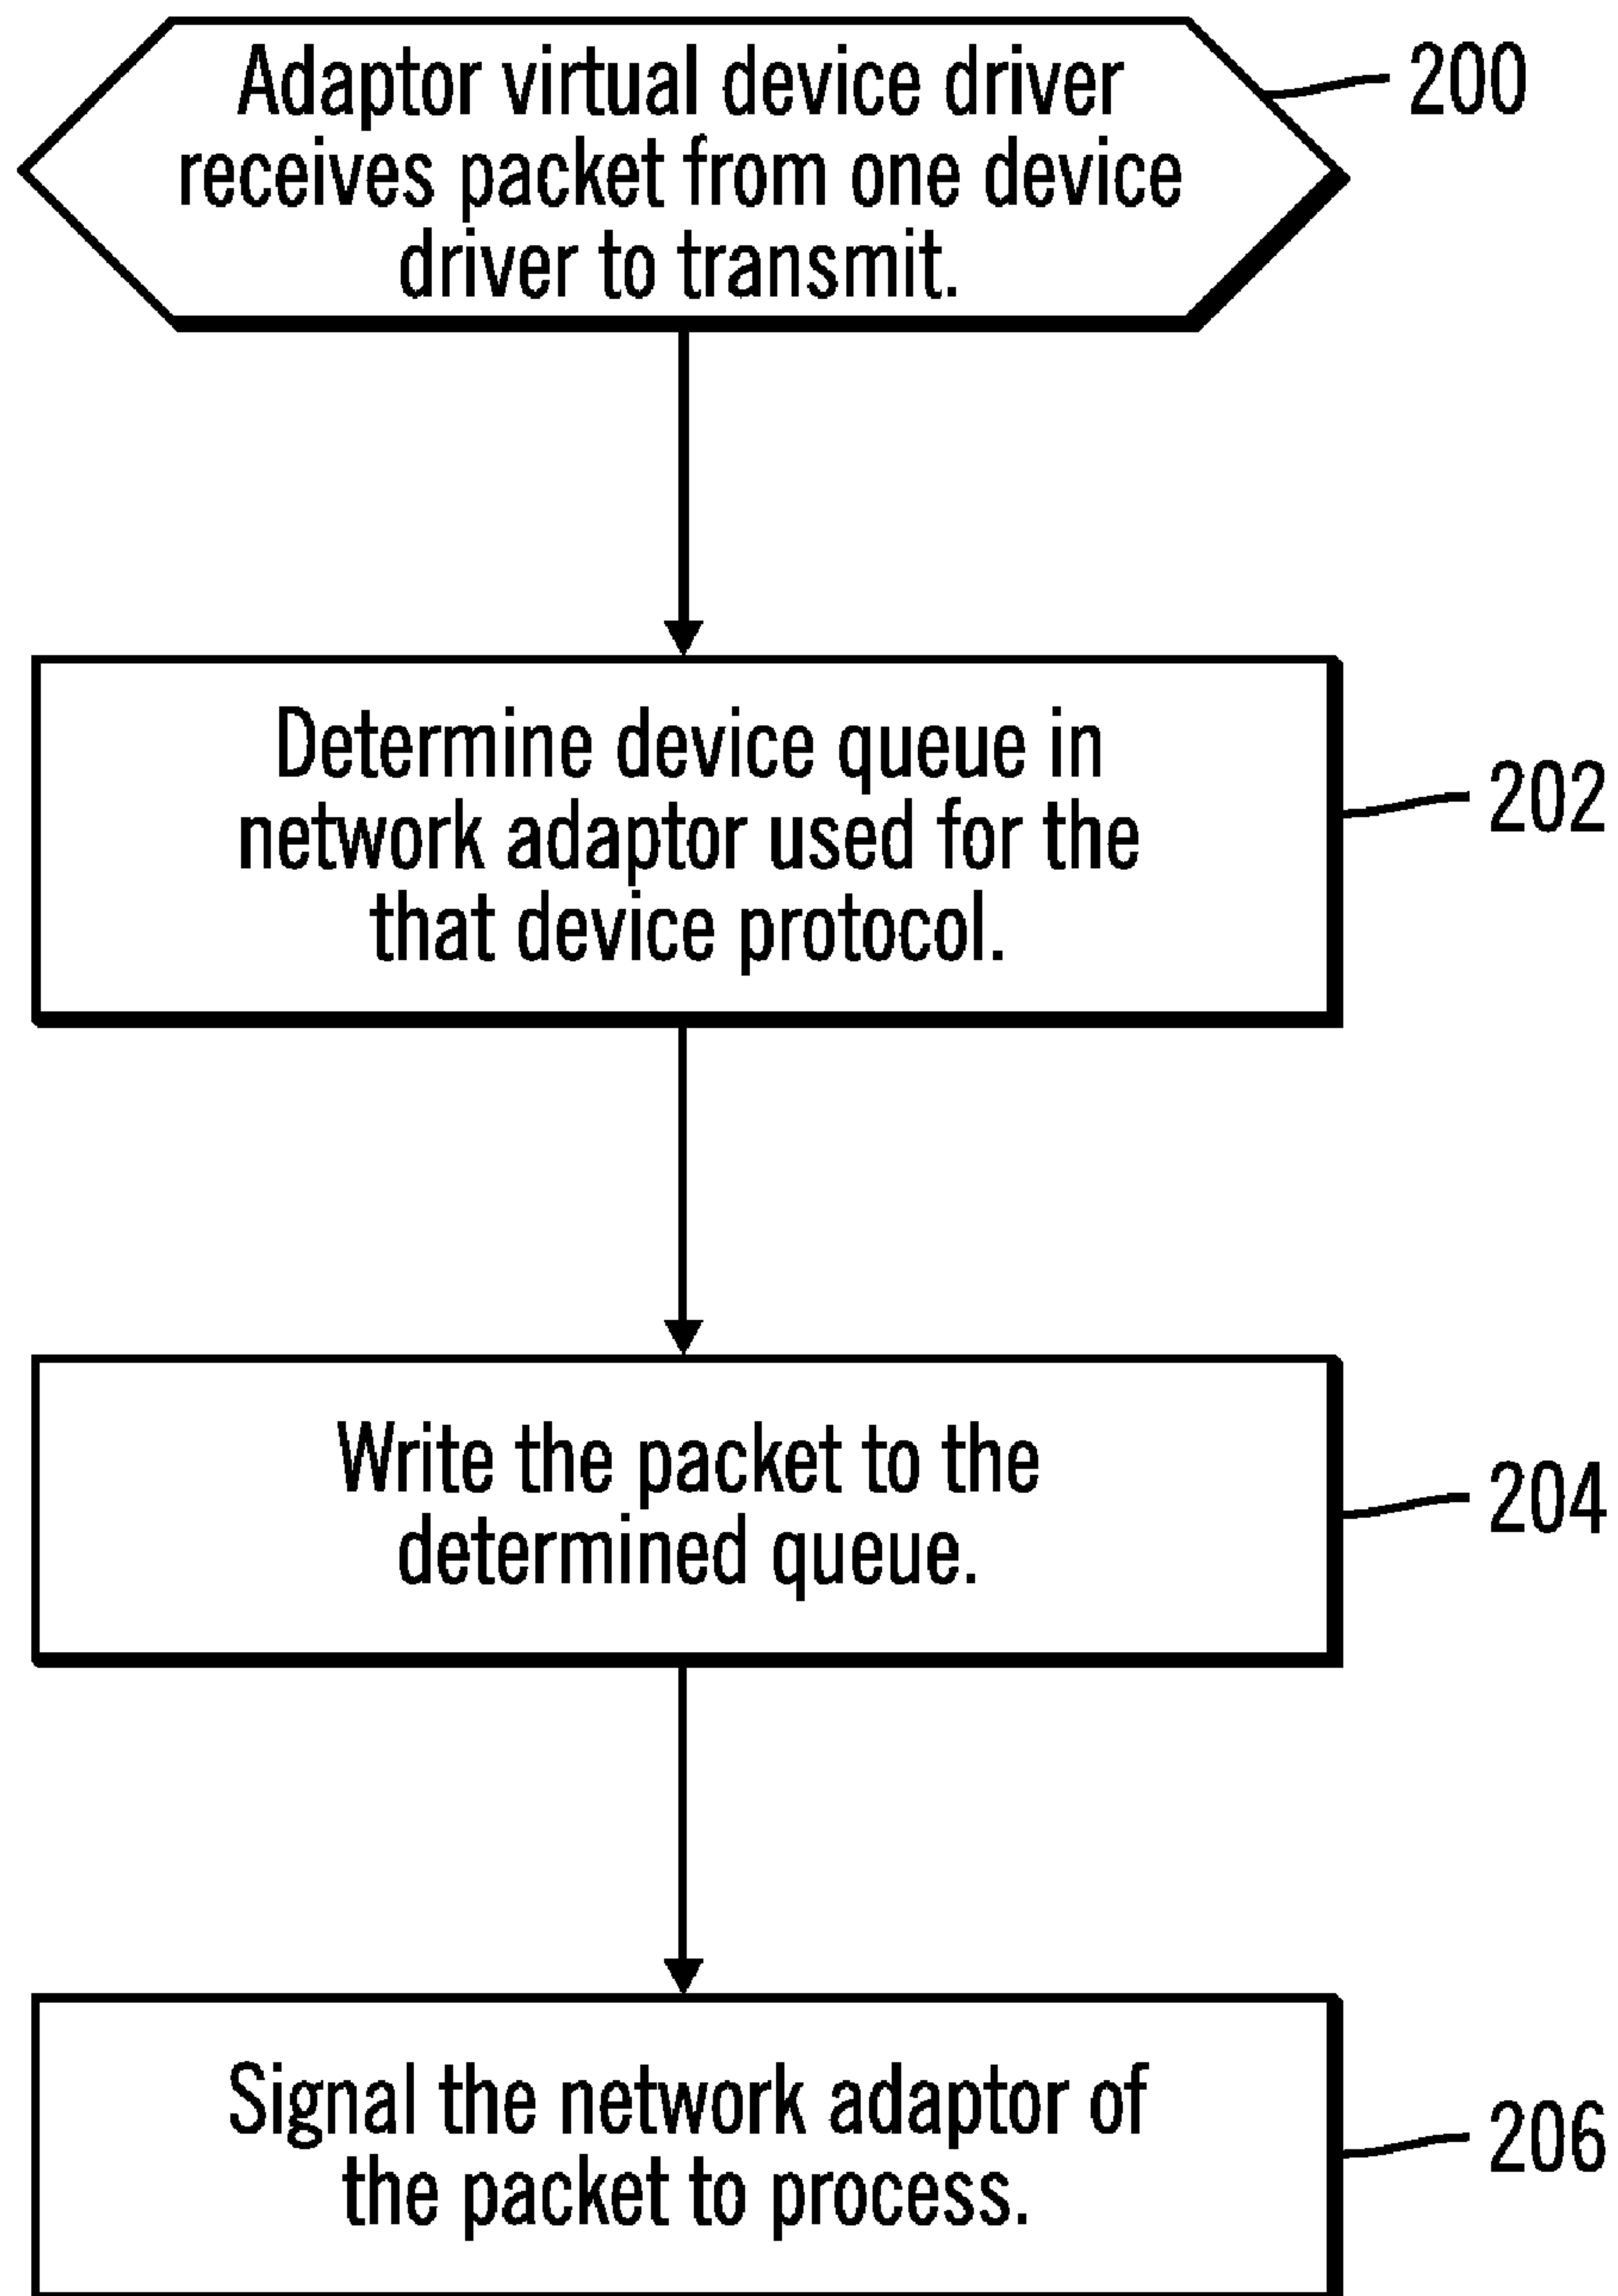 Adaptor virtual device driver
receives packet from one device
driver to transmit.
200
Determine device queue in
network adaptor used for the
that device protocol.
202
Write the packet to the
determined queue.
204
Signal the network adaptor of
the packet to process.
206